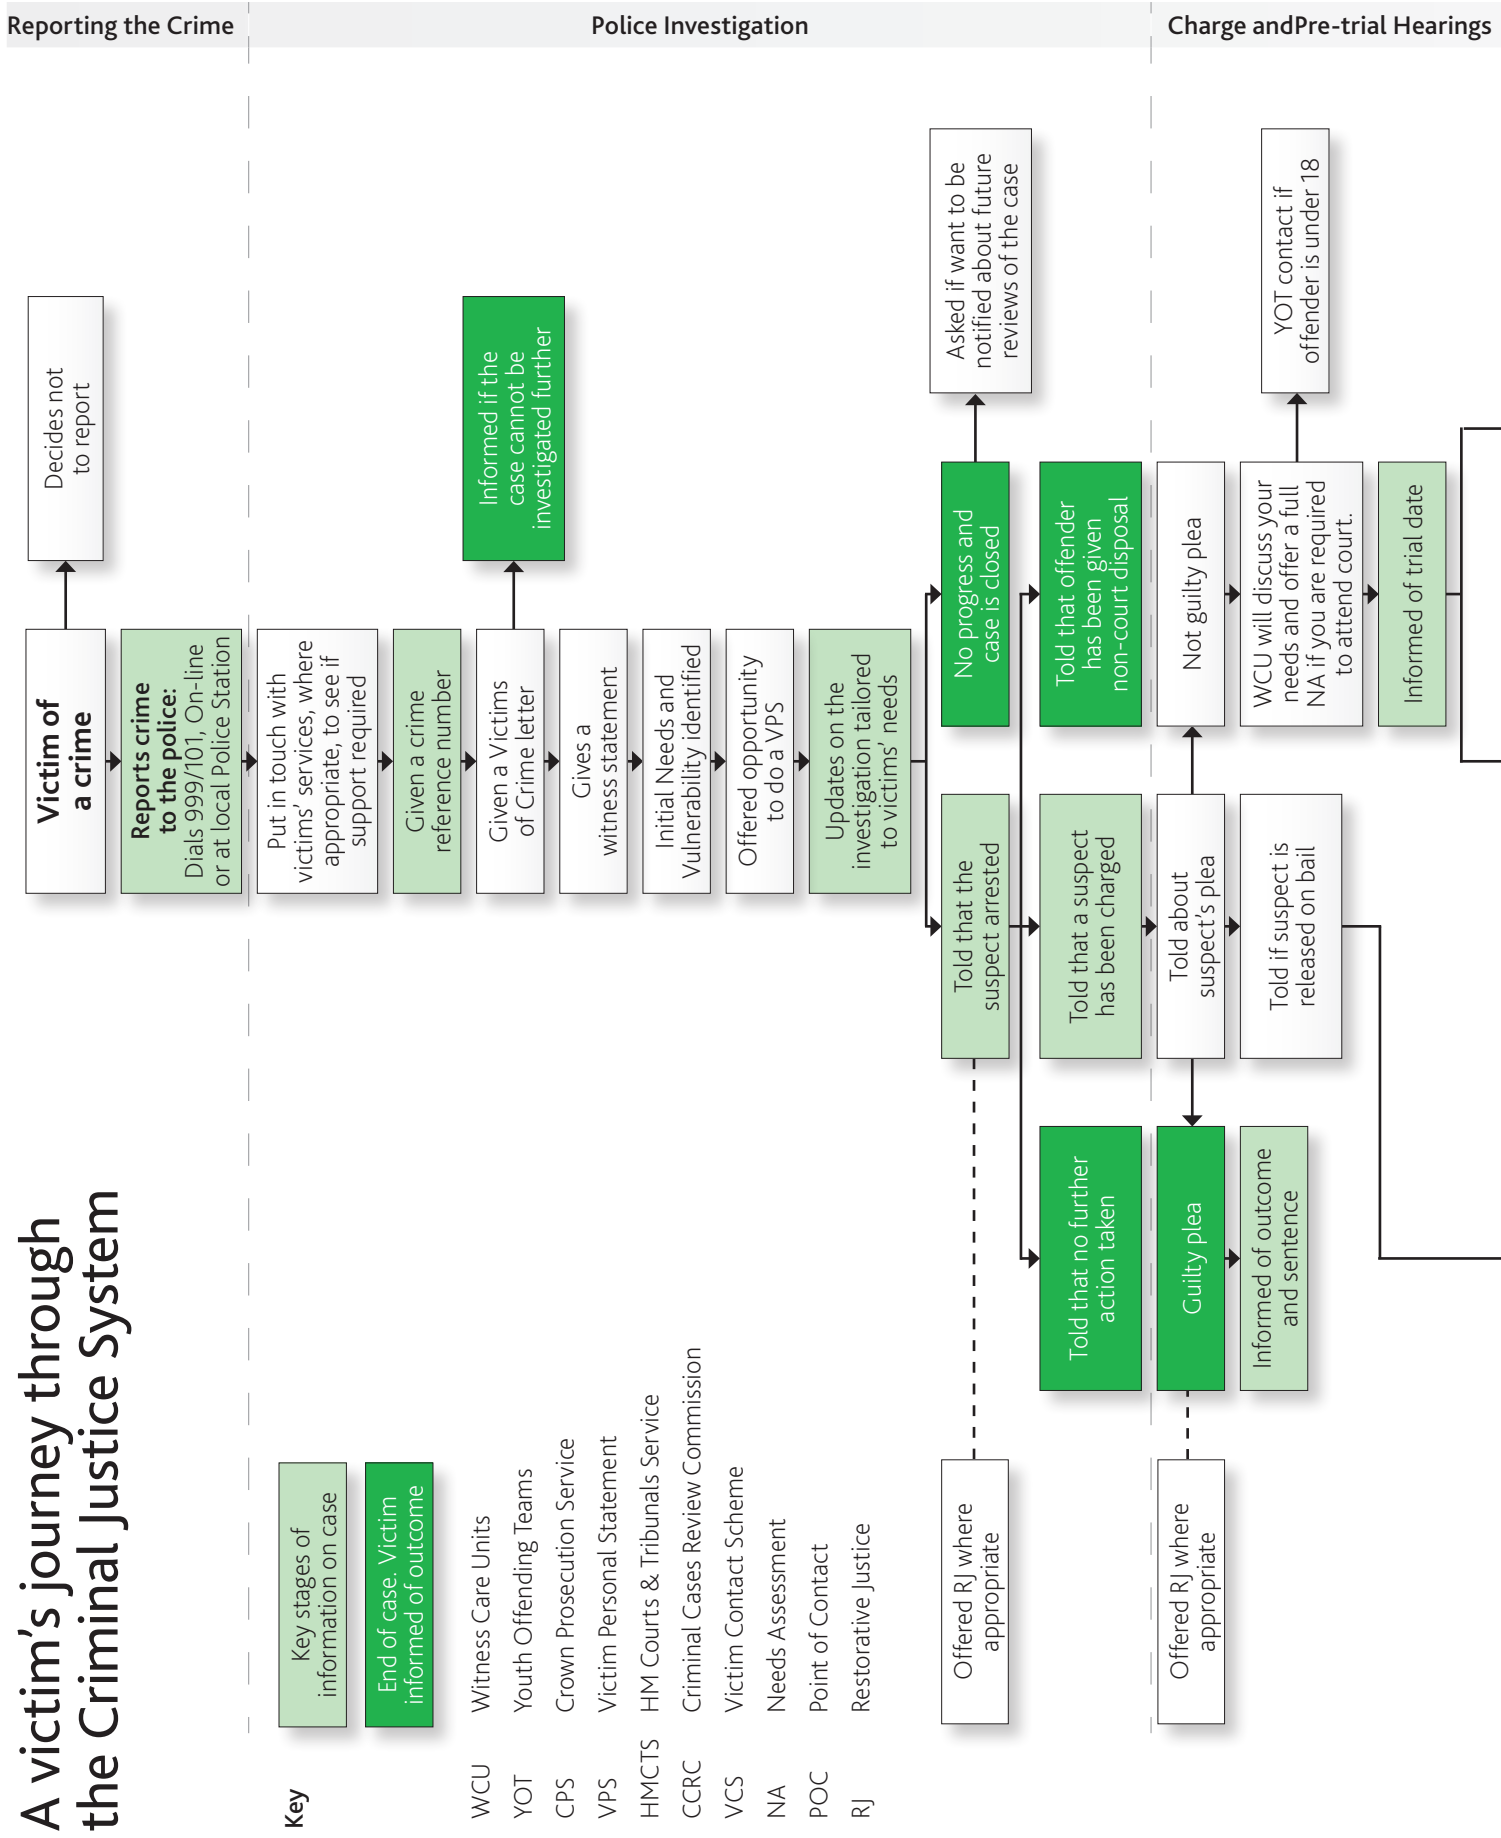 A victim's journey through
the Criminal Justice System
Key
Key stages of
information on case
End of case. Victim
informed of outcome
WCU Witness Care Units
YOT Youth Offending Teams
CPS Crown Prosecution Service
VPS Victim Personal Statement
HMCTS HM Courts & Tribunals Service
CCRC Criminal Cases Review Commission
VCS Victim Contact Scheme
NA Needs Assessment
POC Point of Contact
RJ Restorative Justice
Reporting the Crime
Victim of
a crime
Decides not
to report
Reports crime
to the police:
Dials 999/101, On-line
or at local Police Station
Police Investigation
Put in touch with
victims' services, where
appropriate, to see if
support required
Given a crime
reference number
Given a Victims
of Crime letter
Informed if the
case cannot be
investigated further
Gives a
witness statement
Initial Needs and
Vulnerability identified
Offered opportunity
to do a VPS
Updates on the
investigation tailored
to victims' needs
Offered RJ where
appropriate
Told that the
suspect arrested
No progress and
case is closed
Asked if want to be
notified about future
reviews of the case
Told that no further
action taken
Told that a suspect
has been charged
Told that offender
has been given
non-court disposal
Charge andPre-trial Hearings
Offered RJ where
appropriate
Guilty plea
Told about
suspect's plea
Not guilty plea
Informed of outcome
and sentence
Told if suspect is
released on bail
WCU will discuss your
needs and offer a full
NA if you are required
to attend court.
YOT contact if
offender is under 18
Informed of trial date